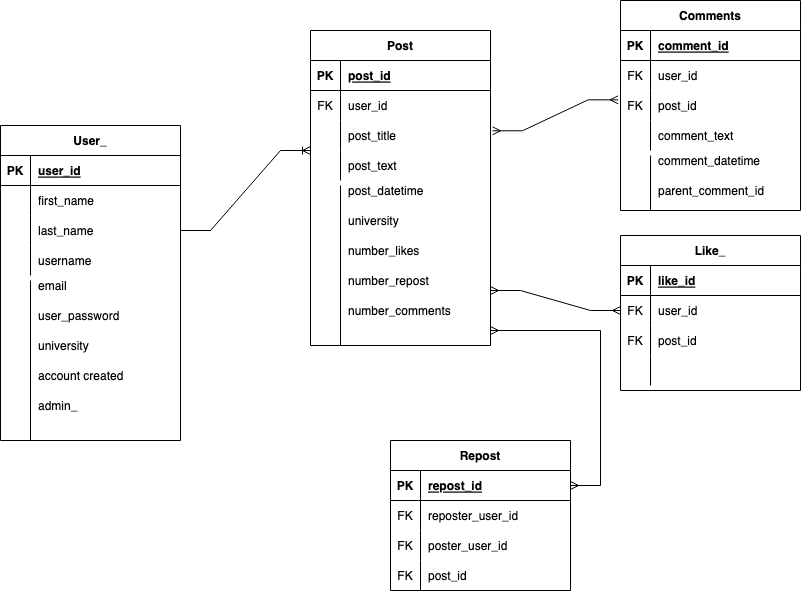 User_
PK user_id
first_name
last_name
username
email
user_password
university
account created
admin_
Post
PK post_id
FK user_id
post_title
post_text
post_datetime
university
number_likes
number_repost
number_comments
Comments
PK comment_id
FK user_id
FK post_id
comment_text
comment_datetime
parent_comment_id
Like_
PK like_id
FK user_id
FK post_id
Repost
PK repost_id
FK reposter_user_id
FK poster_user_id
FK post_id